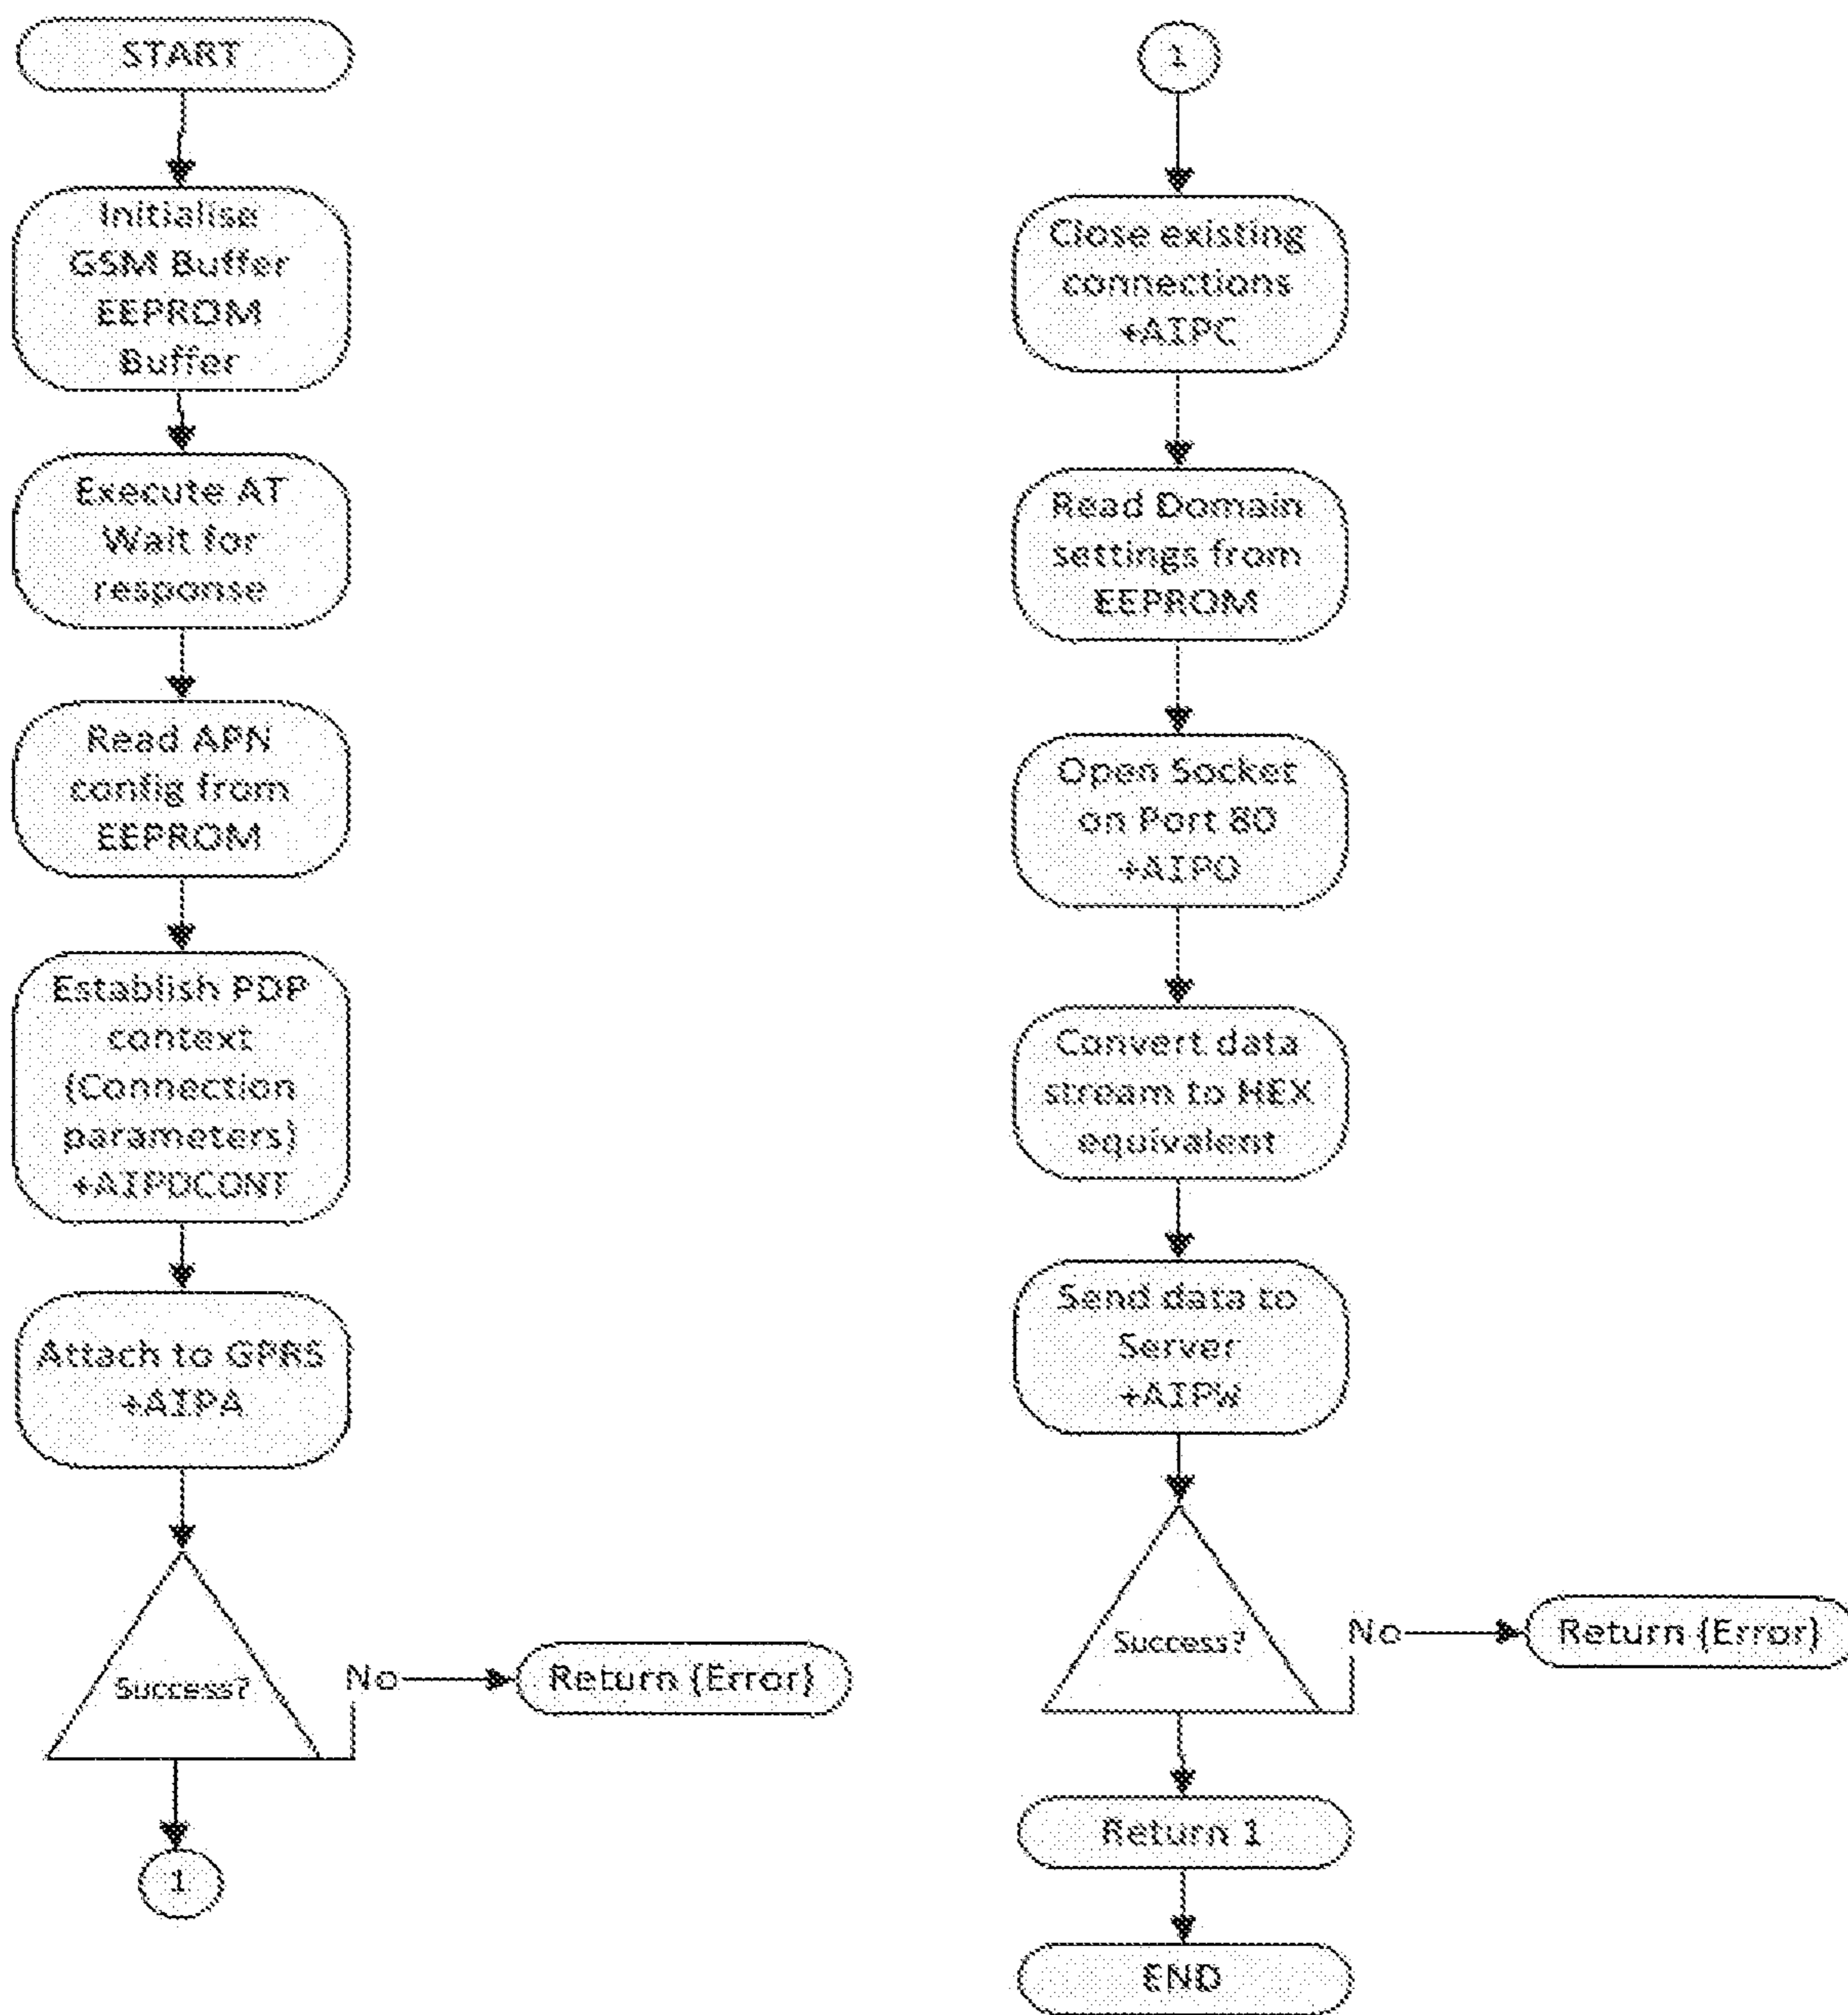 START
Initialise
GSM Buffer
EEPROM
Buffer
Execute AT
Wait for
response
Read APN
config from
EEPROM
Establish PDP
context
(Connection
parameters)
+AIPDCONT
Attach to GPRS
+AIPA
Success?
No
Return (Error)
1
1
Close existing
connections
+AIPC
Read Domain
settings from
EEPROM
Open Socket
on Port 80
+AIPO
Convert data
stream to HEX
equivalent
Send data to
Server
+AIPW
Success?
No
Return (Error)
Return 1
END